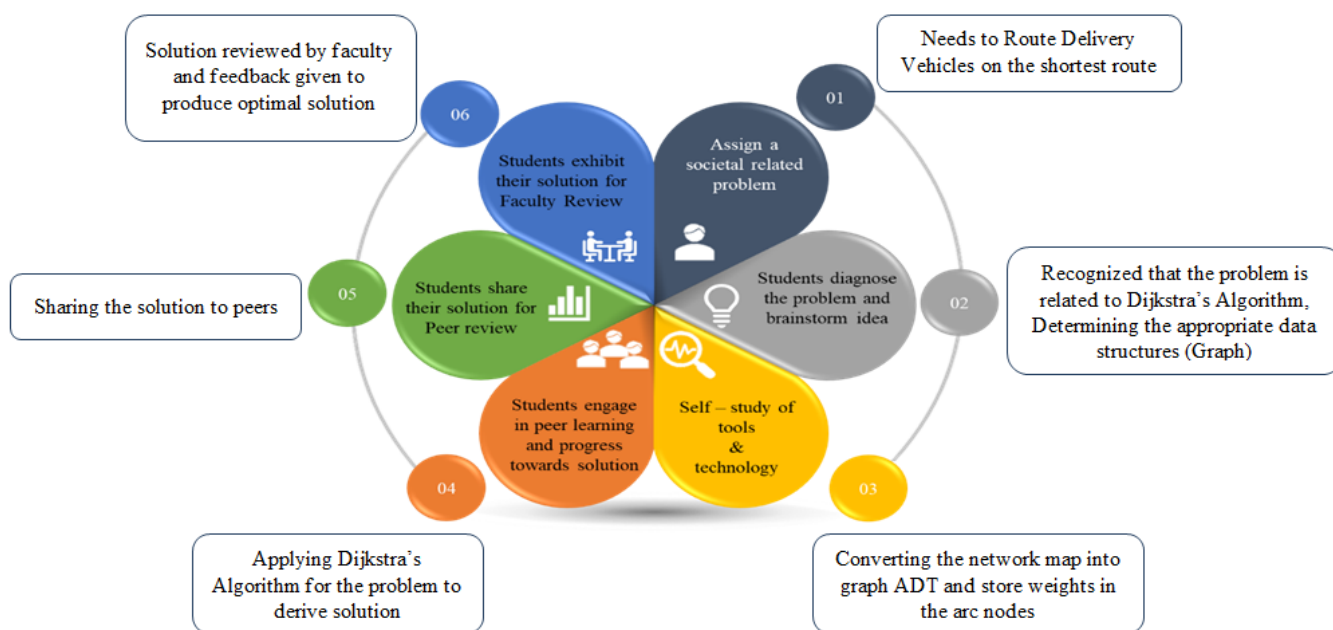 Needs to Route Delivery
Vehicles on the shortest route
01
Assign a
societal related
problem
Recognized that the problem is
related to Dijkstra’s Algorithm,
Determining the appropriate data
structures (Graph)
02
Students diagnose
the problem and
brainstorm idea
Converting the network map into
graph ADT and store weights in
the arc nodes
03
Self – study of
tools
&
technology
Applying Dijkstra’s
Algorithm for the problem to
derive solution
04
Students engage
in peer learning
and progress
towards solution
Sharing the solution to peers
05
Students share
their solution for
Peer review
Solution reviewed by faculty
and feedback given to
produce optimal solution
06
Students exhibit
their solution for
Faculty Review